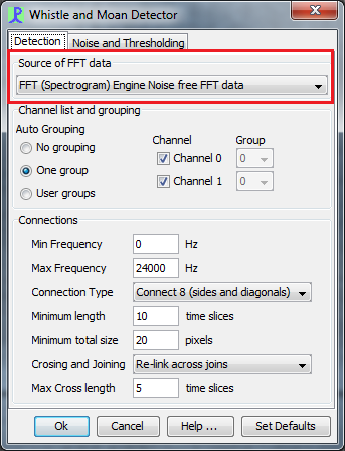 Whistle and Moan Detector
Detection Noise and Thresholding
Source of FFT data
FFT (Spectrogram) Engine Noise free FFT data
Channel list and grouping
Auto Grouping
No grouping
One group
User groups
Channel Group
Channel 0 0
Channel 1 0
Connections
Min Frequency 0 Hz
Max Frequency 24000 Hz
Connection Type Connect 8 (sides and diagonals)
Minimum length 10 time slices
Minimum total size 20 pixels
Crosing and Joining Re-link across joins
Max Cross length 5 time slices
Ok Cancel Help ... Set Defaults